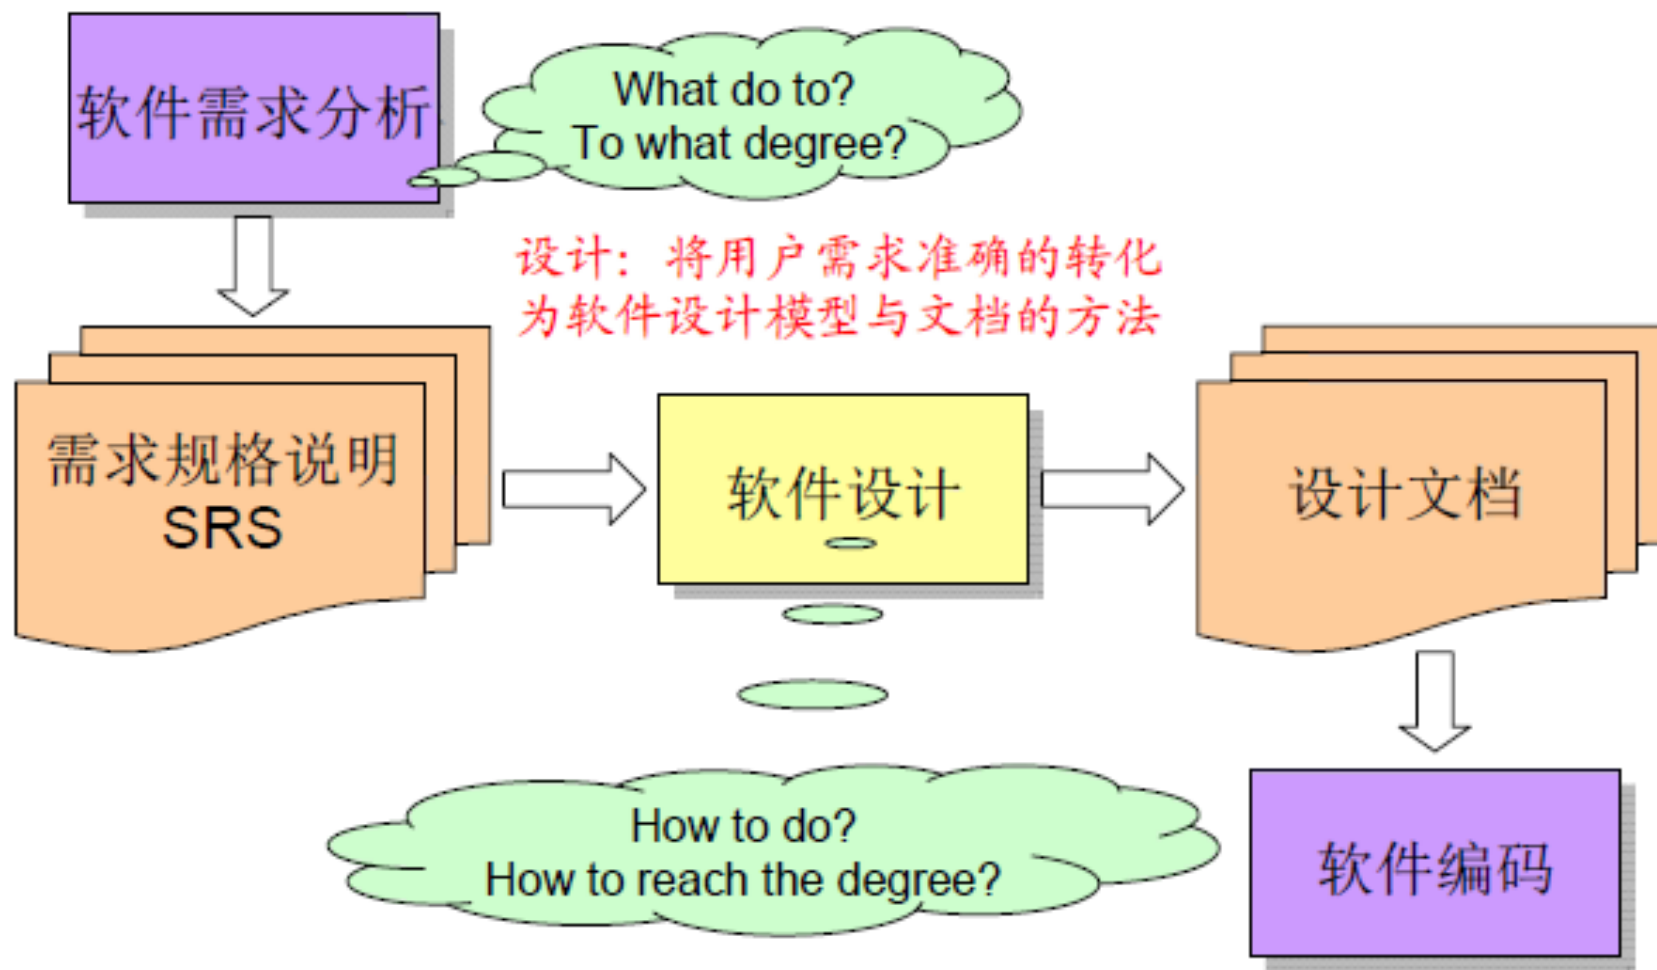 软件需求分析
What do to?
To what degree?
设计：将用户需求准确的转化
为软件设计模型与文档的方法
需求规格说明
SRS
软件设计
设计文档
How to do?
How to reach the degree?
软件编码